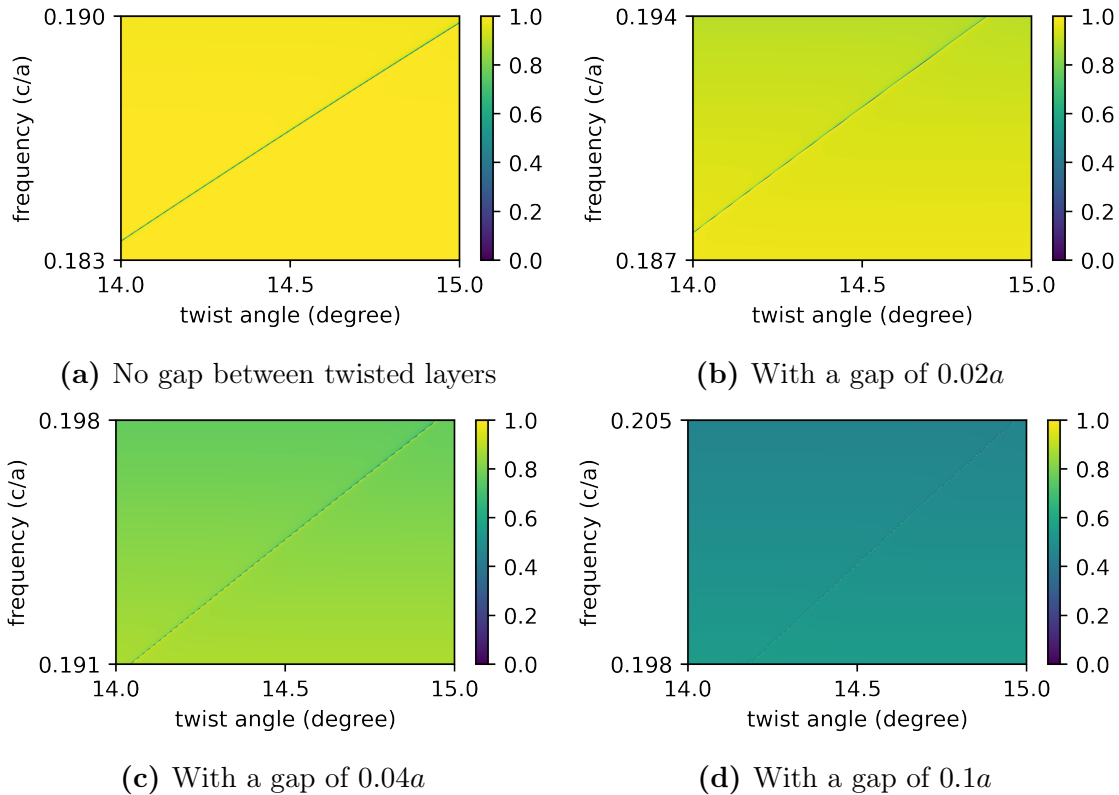 0.190
0.183
frequency (c/a)
14.0 14.5 15.0
twist angle (degree)
1.0
0.8
0.6
0.4
0.2
0.0
(a) No gap between twisted layers
0.194
0.187
frequency (c/a)
14.0 14.5 15.0
twist angle (degree)
1.0
0.8
0.6
0.4
0.2
0.0
(b) With a gap of 0.02a
0.198
0.191
frequency (c/a)
14.0 14.5 15.0
twist angle (degree)
1.0
0.8
0.6
0.4
0.2
0.0
(c) With a gap of 0.04a
0.205
0.198
frequency (c/a)
14.0 14.5 15.0
twist angle (degree)
1.0
0.8
0.6
0.4
0.2
0.0
(d) With a gap of 0.1a